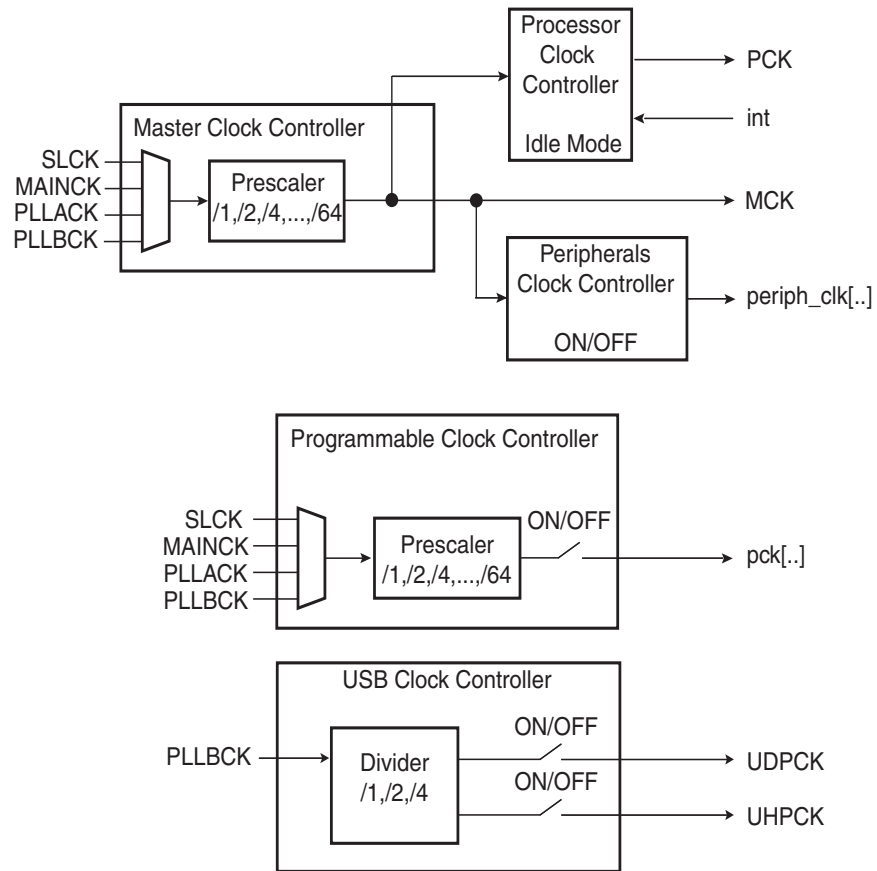 Processor
Clock
Controller
Idle Mode
PCK
int
Master Clock Controller
SLCK
MAINCK
PLLACK
PLLBCK
Prescaler
/1,/2,/4,...,/64
MCK
Peripherals
Clock Controller
ON/OFF
periph_clk[..]
Programmable Clock Controller
SLCK
MAINCK
PLLACK
PLLBCK
Prescaler
/1,/2,/4,...,/64
ON/OFF
pck[..]
USB Clock Controller
PLLBCK
Divider
/1,/2,/4
ON/OFF
UDPCK
ON/OFF
UHPCK